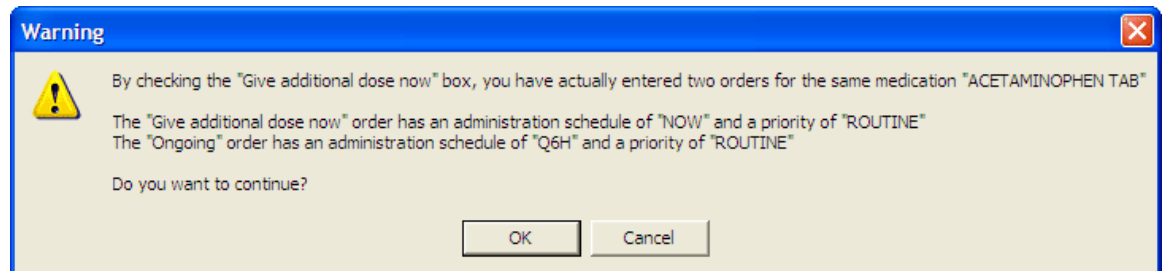 Warning
By checking the "Give additional dose now" box, you have actually entered two orders for the same medication "ACETAMINOPHEN TAB"
The "Give additional dose now" order has an administration schedule of "NOW" and a priority of "ROUTINE"
The "Ongoing" order has an administration schedule of "Q6H" and a priority of "ROUTINE"
Do you want to continue?
OK Cancel